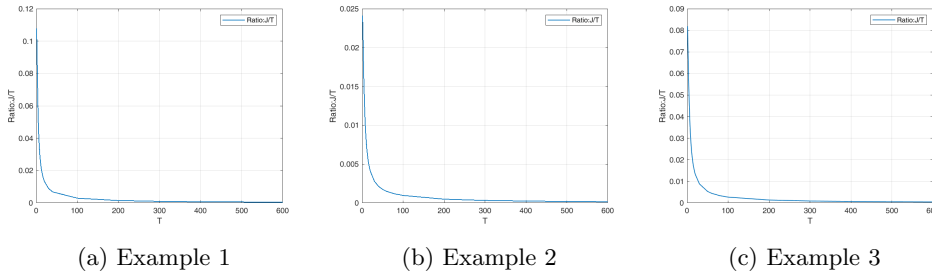 0.12
0.1
0.08
0.06
0.04
0.02
0
Ratio:J/T
Ratio:J/T
0 100 200 300 400 500 600
T
(a) Example 1
0.025
0.02
0.015
0.01
0.005
0
Ratio:J/T
Ratio:J/T
0 100 200 300 400 500 600
T
(b) Example 2
0.09
0.08
0.07
0.06
0.05
0.04
0.03
0.02
0.01
0
Ratio:J/T
Ratio:J/T
0 100 200 300 400 500 600
T
(c) Example 3